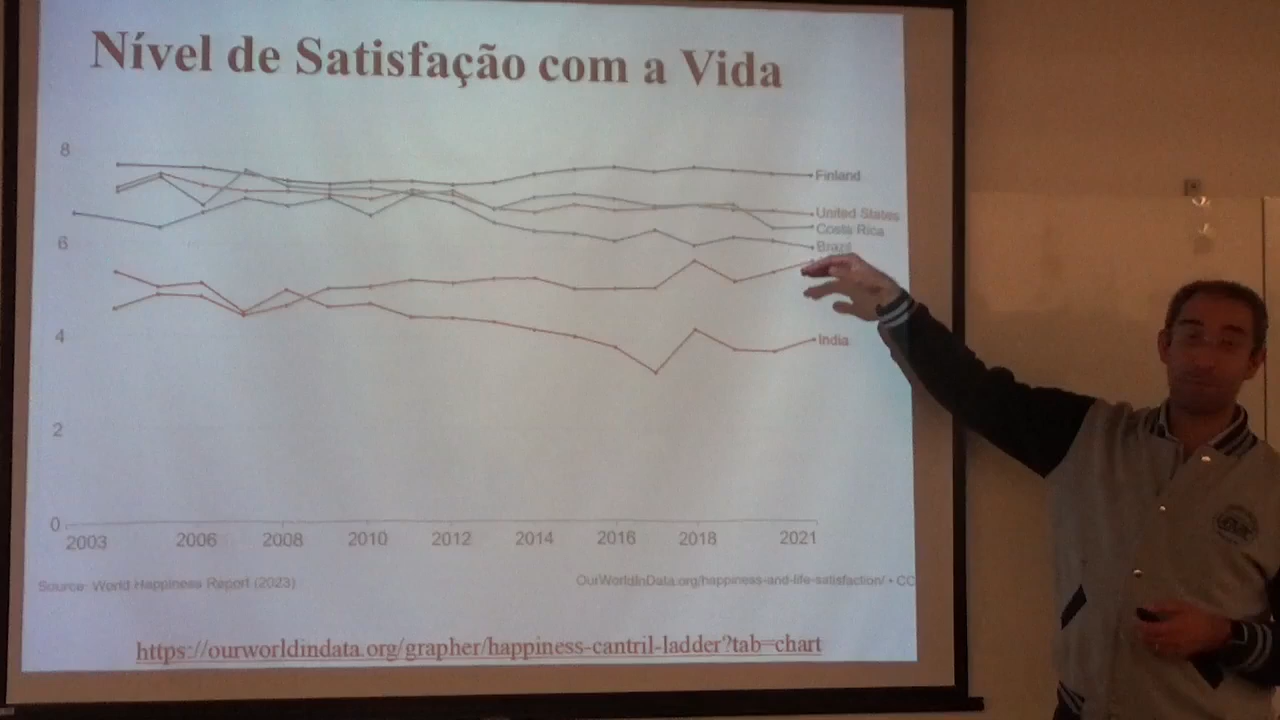 Nível de Satisfação com a Vida
8
Finland
United States
Costa Rica
6
Brazil
4
India
2
0
2003 2006 2008 2010 2012 2014 2016 2018 2021
Source: World Happiness Report (2023)
OurWorldInData.org/happiness-and-life-satisfaction/ • CC
https://ourworldindata.org/grapher/happiness-cantril-ladder?tab=chart